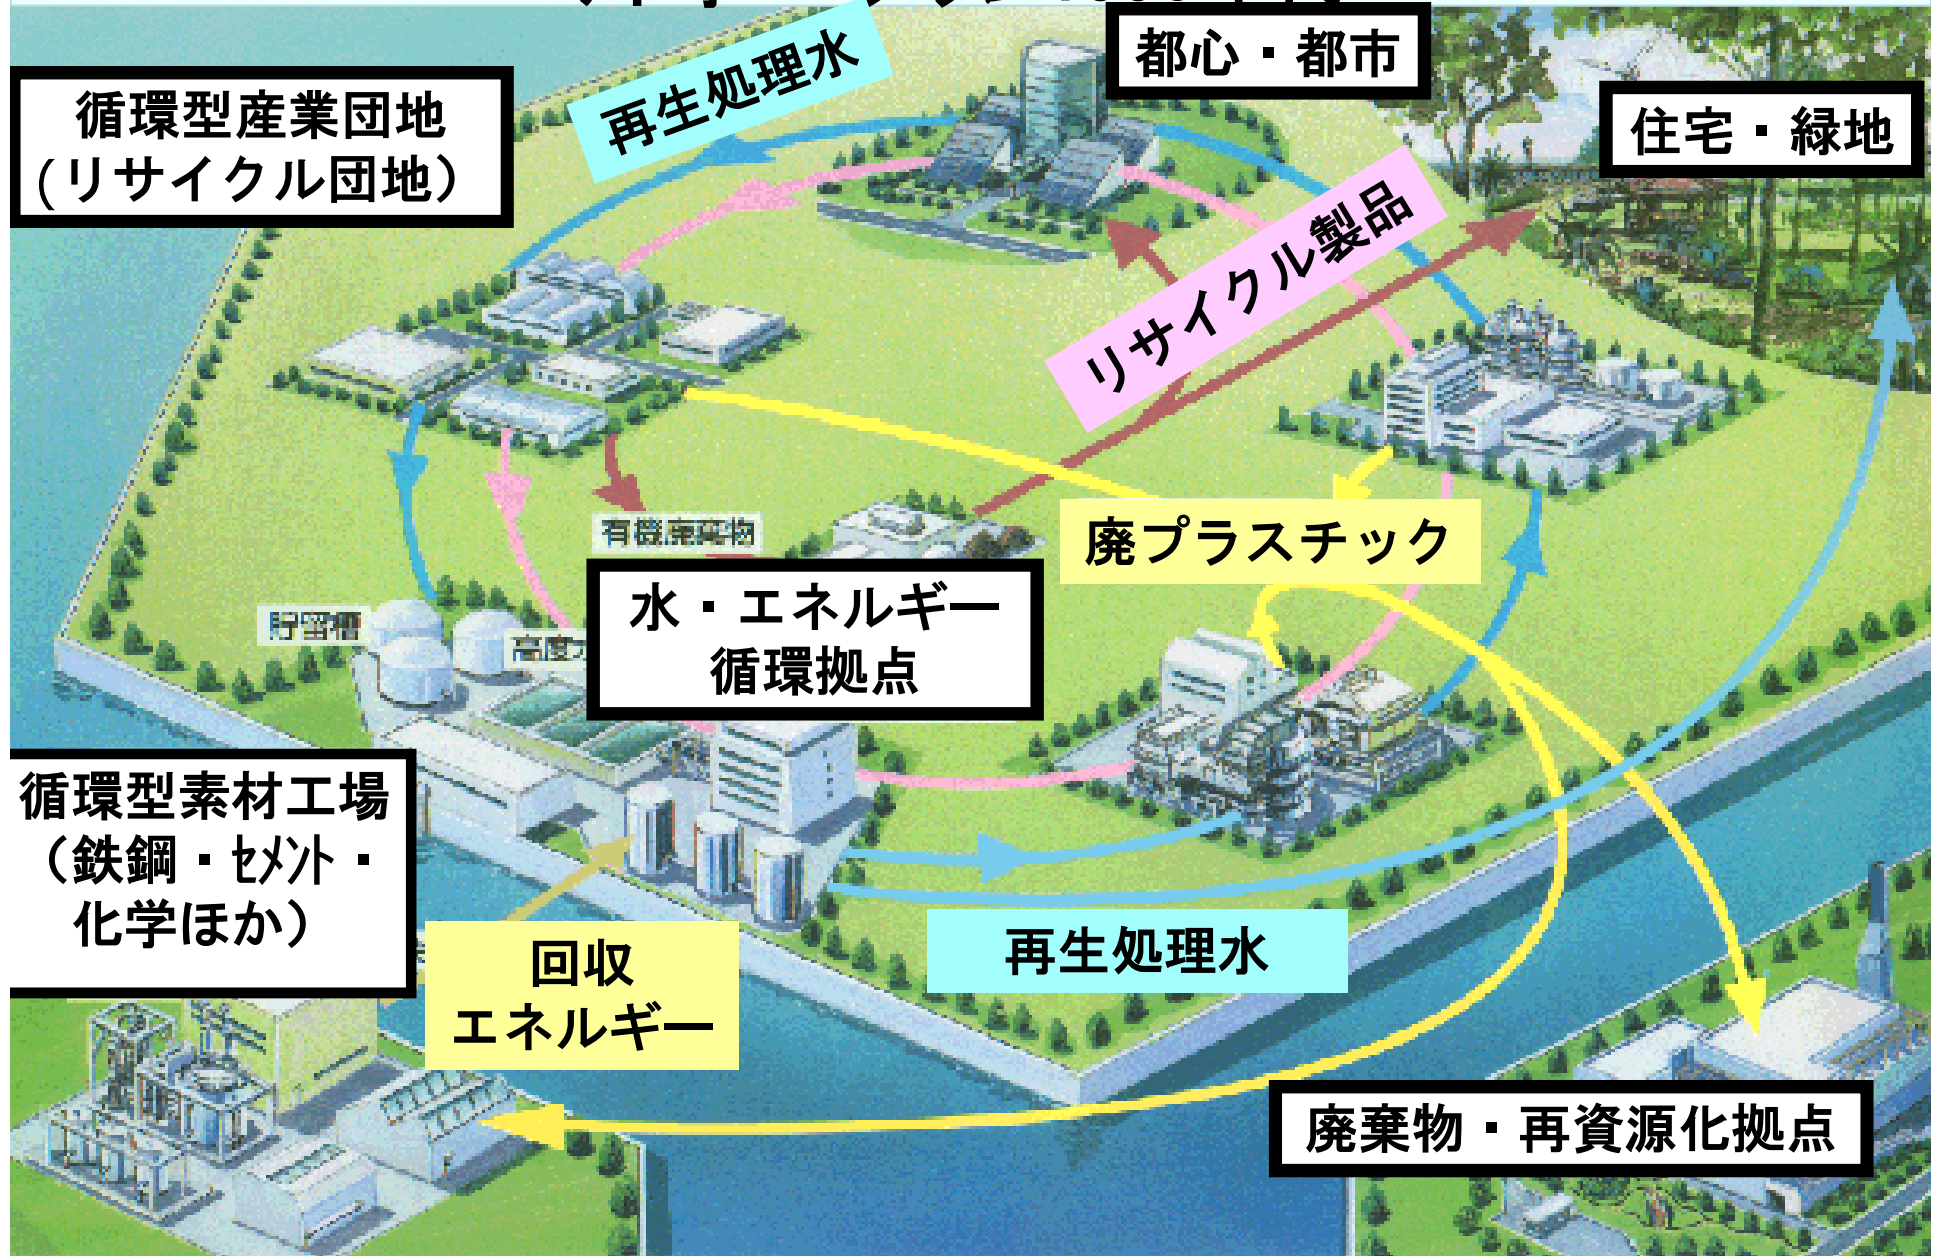 都心・都市
再生処理水
住宅・緑地
循環型産業団地
(リサイクル団地）
リサイクル製品
有機廃棄物
廃プラスチック
水・エネルギー
循環拠点
貯留槽
高度
循環型素材工場
（鉄鋼・ｾﾒﾝﾄ・
化学ほか）
回収
エネルギー
再生処理水
廃棄物・再資源化拠点